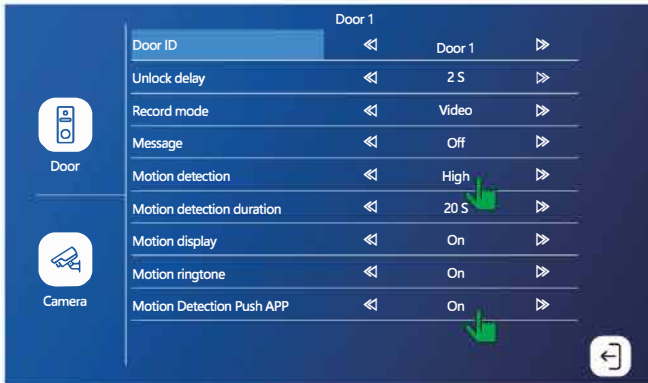 Door 1
Door ID Door 1
Unlock delay 2 S
Record mode Video
Message Off
Door
Motion detection High
Motion detection duration 20 S
Motion display On
Motion ringtone On
Camera
Motion Detection Push APP On